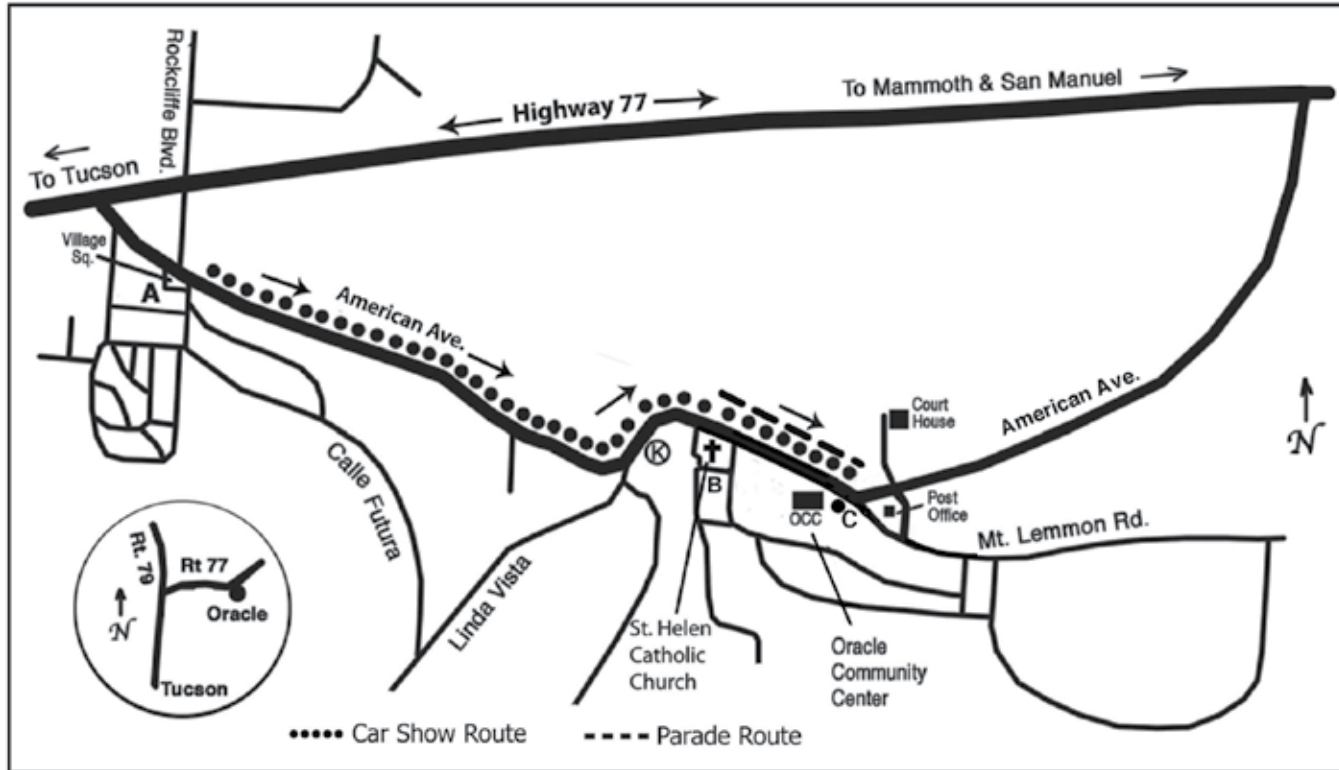 Rockcliffe Blvd.
To Mammoth & San Manuel
Highway 77
To Tucson
Village
Sq.
A
American Ave.
American Ave.
Court
House
N
K
B
OCC
C
Post
Office
Mt. Lemmon Rd.
Calle Futura
Linda Vista
St. Helen
Catholic
Church
Oracle
Community
Center
Rt. 79
Rt 77
N
Oracle
Tucson
Car Show Route
Parade Route